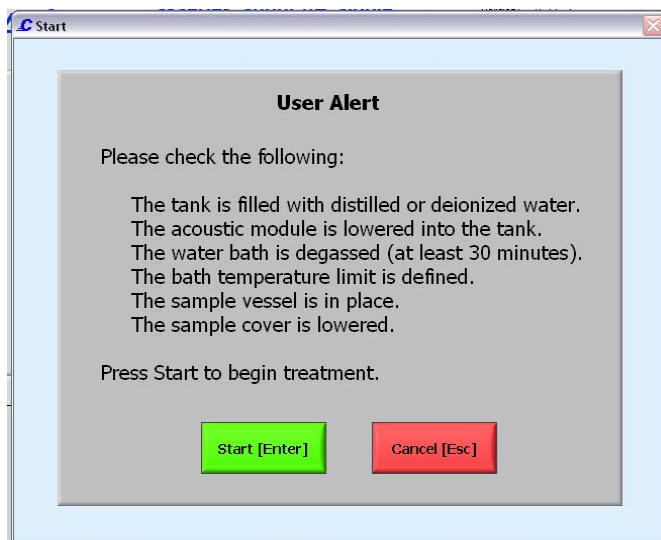 C Start
User Alert
Please check the following:
The tank is filled with distilled or deionized water.
The acoustic module is lowered into the tank.
The water bath is degassed (at least 30 minutes).
The bath temperature limit is defined.
The sample vessel is in place.
The sample cover is lowered.
Press Start to begin treatment.
Start [Enter] Cancel [Esc]